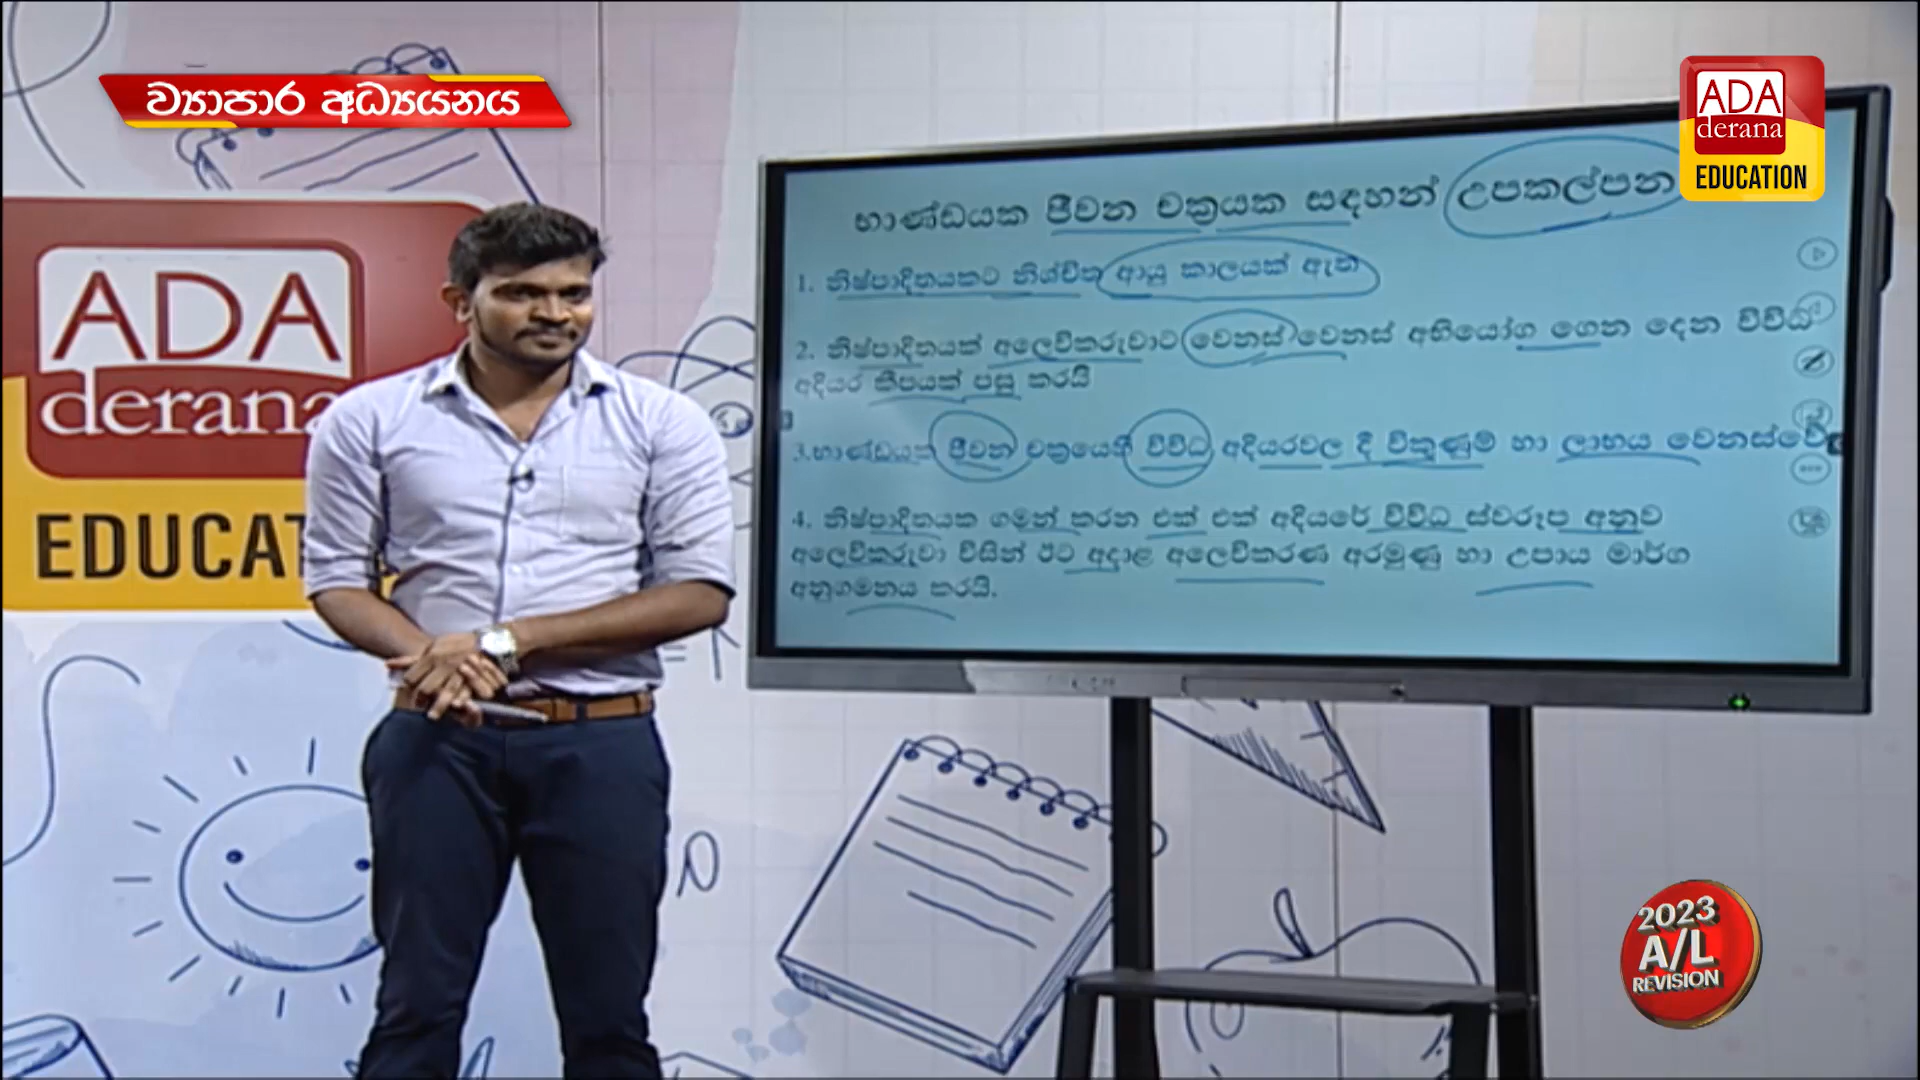 ව්‍යාපාර අධ්‍යයනය
ADA
derana
EDUCATION
ADA
derana
EDUCAT
භාණ්ඩයක ජීවන චක්‍රයක සඳහන් උපකල්පන
1. නිෂ්පාදිතයකට නිශ්චිත ආයු කාලයක් ඇත
2. නිෂ්පාදිතයක් අලෙවිකරුවාට වෙනස් වෙනස් අභියෝග ගෙන දෙන විවිධ
අදියර කීපයක් පසු කරයි
3.භාණ්ඩයක ජීවන චක්‍රයෙහි විවිධ අදියරවල දී විකුණුම් හා ලාභය වෙනස්වේ
4. නිෂ්පාදිතයක ගමන් කරන එක් එක් අදියරේ විවිධ ස්වරූප අනුව
අලෙවිකරුවා විසින් ඊට අදාළ අලෙවිකරණ අරමුණු හා උපාය මාර්ග
අනුගමනය කරයි.
2023
A/L
REVISION